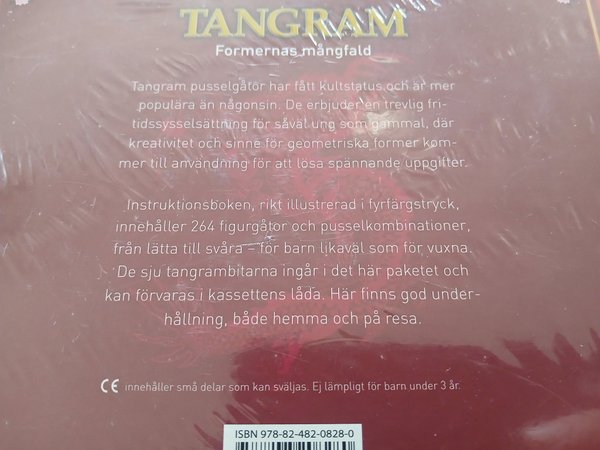 TANGRAM
Formernas mångfald
Tangram pusselgåtor har fått kultstatus och är mer
populära än någonsin. De erbjuder en trevlig fri-
tidssysselsättning för såväl ung som gammal, där
kreativitet och sinne för geometriska former kom-
mer till användning för att lösa spännande uppgifter.
Instruktionsboken, rikt illustrerad i fyrfärgstryck,
innehåller 264 figurgåtor och pusselkombinationer,
från lätta till svåra – för barn likaväl som för vuxna.
De sju tangrambitarna ingår i det här paketet och
kan förvaras i kassettens låda. Här finns god under-
hållning, både hemma och på resa.
CE innehåller små delar som kan sväljas. Ej lämpligt för barn under 3 år.
ISBN 978-82-482-0828-0